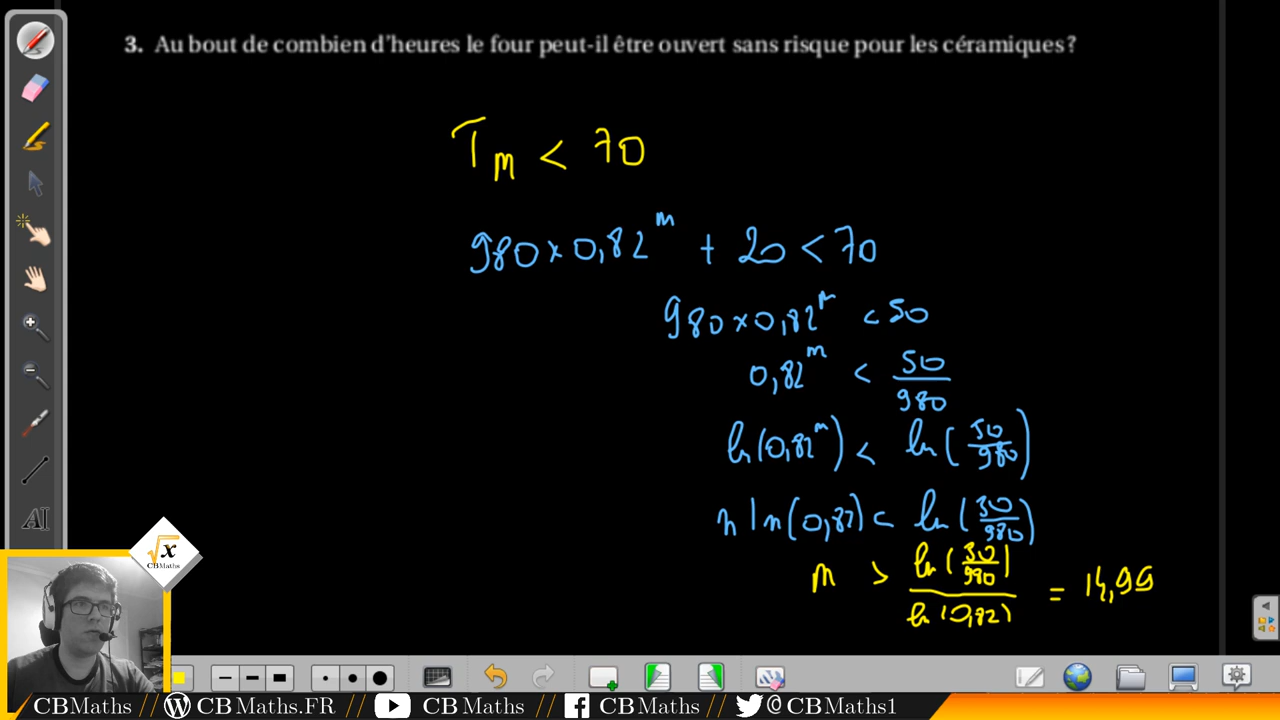 3. Au bout de combien d'heures le four peut-il être ouvert sans risque pour les céramiques ?
Tn < 70
980 × 0,82^n + 20 < 70
980 × 0,82^n < 50
0,82^n < 50/980
ln(0,82^n) < ln(50/980)
n ln(0,82) < ln(50/980)
n > ln(50/980)/ln(0,82) = 14,99
AI
√x
CBMaths
CBMaths // CBMaths.FR // CBMaths // CBMaths // @CBMaths1